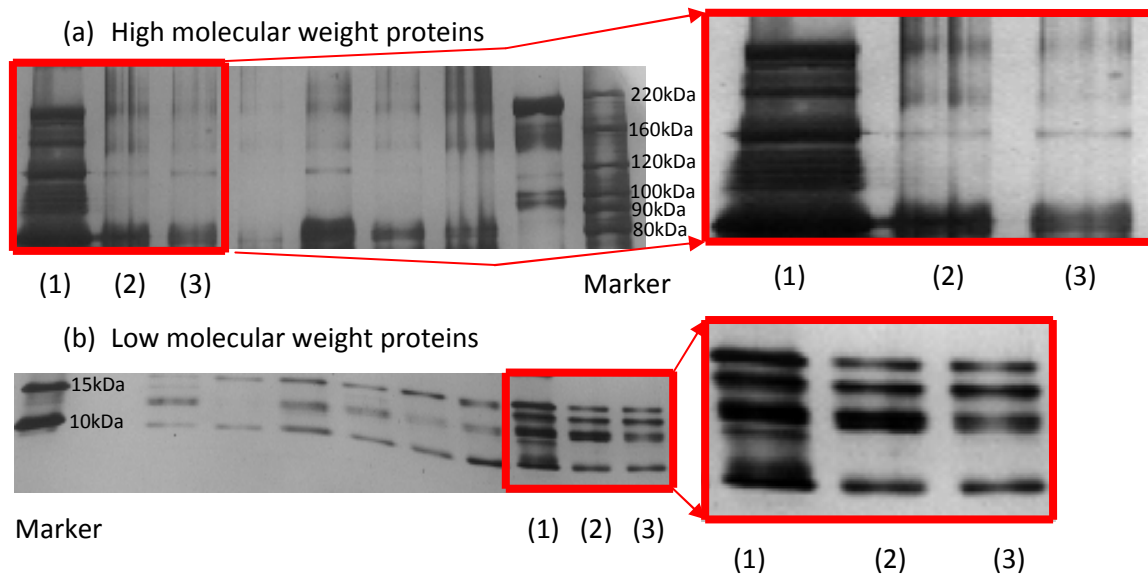 (a) High molecular weight proteins
220kDa
160kDa
120kDa
100kDa
90kDa
80kDa
(1) (2) (3) Marker (1) (2) (3)
(b) Low molecular weight proteins
15kDa
10kDa
Marker (1) (2) (3) (1) (2) (3)